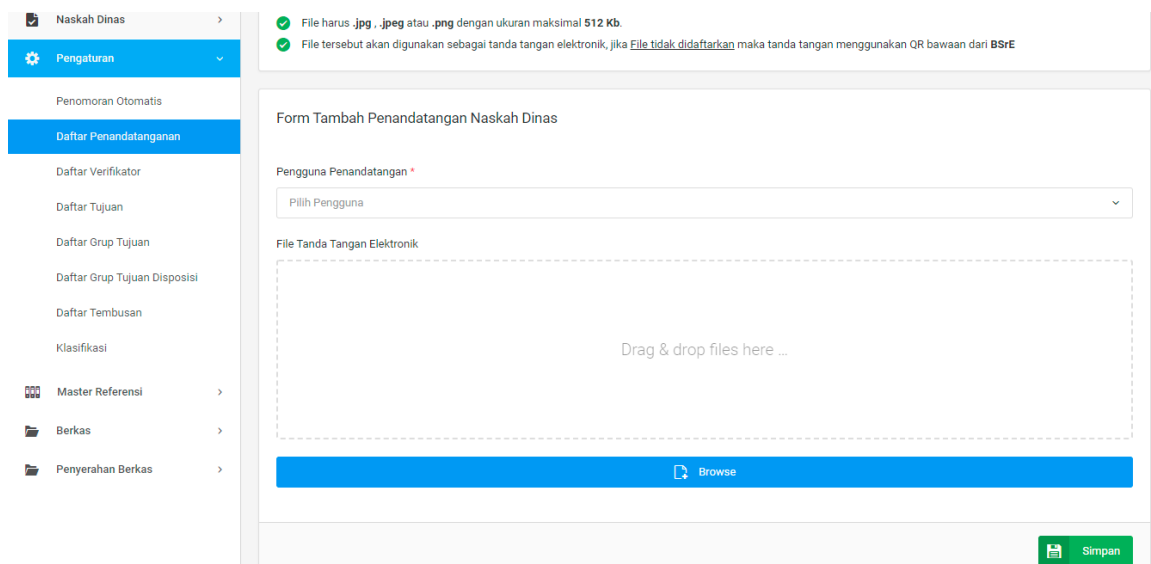 Naskah Dinas
Pengaturan
Penomoran Otomatis
Daftar Penandatanganan
Daftar Verifikator
Daftar Tujuan
Daftar Grup Tujuan
Daftar Grup Tujuan Disposisi
Daftar Tembusan
Klasifikasi
Master Referensi
Berkas
Penyerahan Berkas
File harus .jpg , .jpeg atau .png dengan ukuran maksimal 512 Kb.
File tersebut akan digunakan sebagai tanda tangan elektronik, jika File tidak didaftarkan maka tanda tangan menggunakan QR bawaan dari BSrE
Form Tambah Penandatangan Naskah Dinas
Pengguna Penandatangan *
Pilih Pengguna
File Tanda Tangan Elektronik
Drag & drop files here ...
Browse
Simpan